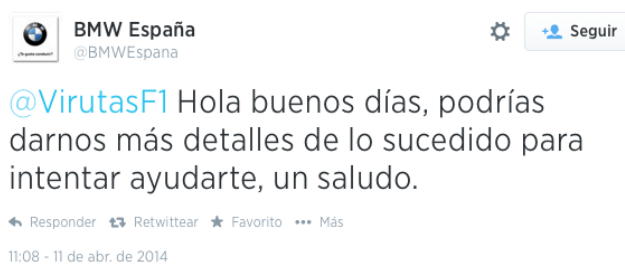 BMW España
@BMWEspana
Seguir
@VirutasF1 Hola buenos días, podrías
darnos más detalles de lo sucedido para
intentar ayudarte, un saludo.
Responder Retwittear Favorito Más
11:08 - 11 de abr. de 2014